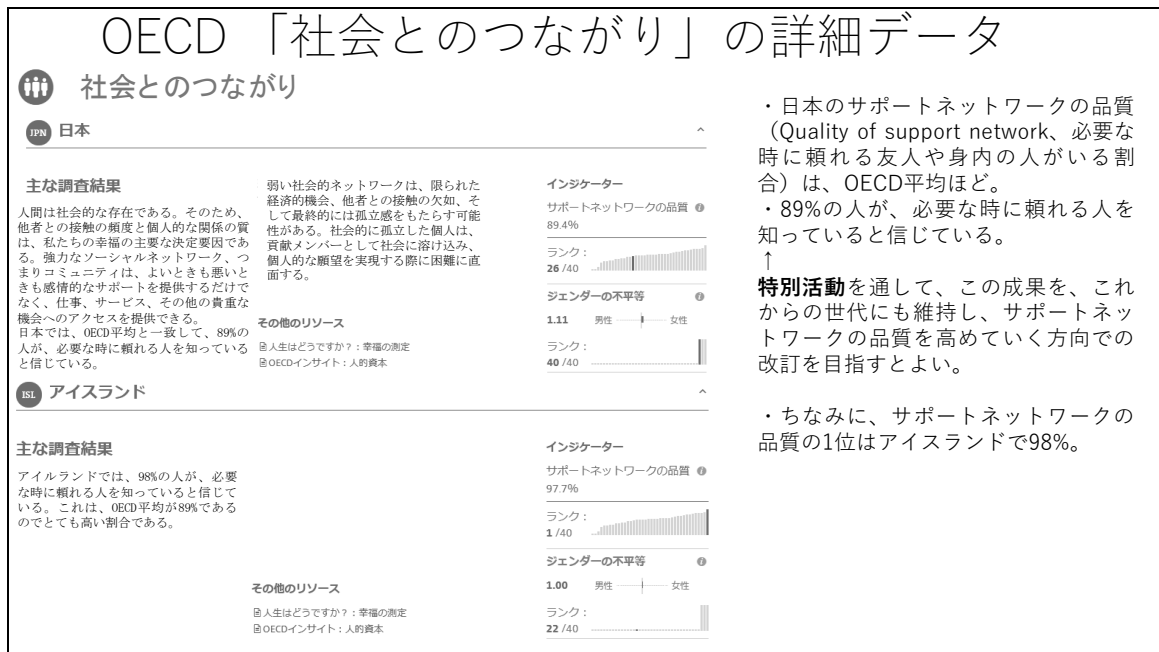 OECD 「社会とのつながり」の詳細データ
社会とのつながり
JPN 日本
主な調査結果
人間は社会的な存在である。そのため、
他者との接触の頻度と個人的な関係の質
は、私たちの幸福の主要な決定要因であ
る。強力なソーシャルネットワーク、つ
まりコミュニティは、よいときも悪いと
きも感情的なサポートを提供するだけで
なく、仕事、サービス、その他の貴重な
機会へのアクセスを提供できる。
日本では、OECD平均と一致して、89%の
人が、必要な時に頼れる人を知っている
と信じている。
弱い社会的ネットワークは、限られた
経済的機会、他者との接触の欠如、そ
して最終的には孤立感をもたらす可能
性がある。社会的に孤立した個人は、
貢献メンバーとして社会に溶け込み、
個人的な願望を実現する際に困難に直
面する。
その他のリソース
人生はどうですか?:幸福の測定
OECDインサイト:人的資本
インジケーター
サポートネットワークの品質
89.4%
ランク:
26 /40
ジェンダーの不平等
1.11 男性 女性
ランク:
40 /40
ISL アイスランド
主な調査結果
アイルランドでは、98%の人が、必要
な時に頼れる人を知っていると信じて
いる。これは、OECD平均が89%である
のでとても高い割合である。
その他のリソース
人生はどうですか?:幸福の測定
OECDインサイト:人的資本
インジケーター
サポートネットワークの品質
97.7%
ランク:
1 /40
ジェンダーの不平等
1.00 男性 女性
ランク:
22 /40
・日本のサポートネットワークの品質
(Quality of support network、必要な
時に頼れる友人や身内の人がいる割
合)は、OECD平均ほど。
・89%の人が、必要な時に頼れる人を
知っていると信じている。
↑
特別活動を通して、この成果を、これ
からの世代にも維持し、サポートネッ
トワークの品質を高めていく方向での
改訂を目指すとよい。
・ちなみに、サポートネットワークの
品質の1位はアイスランドで98%。